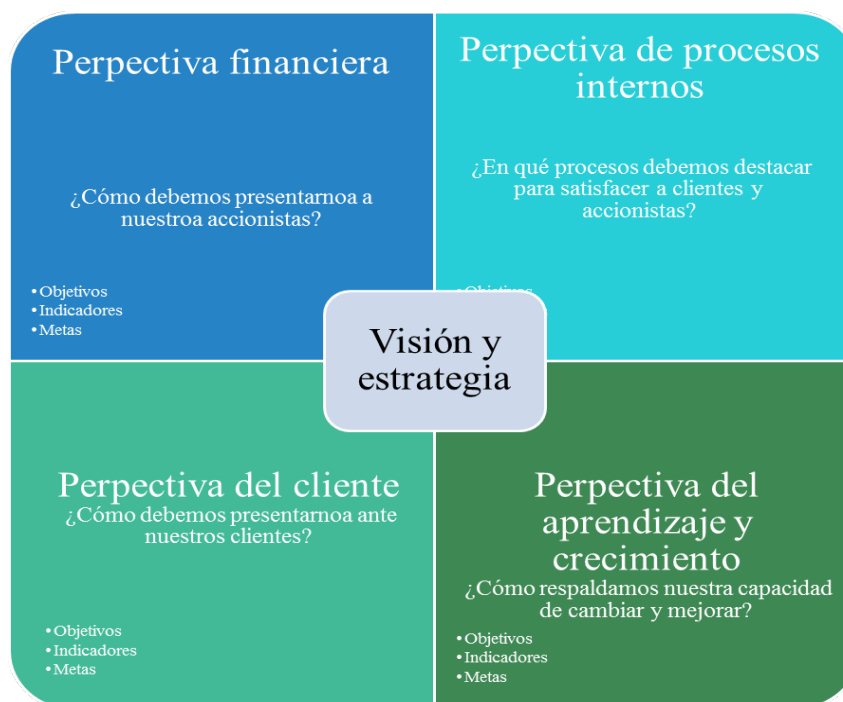 Perpectiva financiera
¿Cómo debemos presentarnoa a
nuestroa accionistas?
• Objetivos
• Indicadores
• Metas
Perpectiva de procesos
internos
¿En qué procesos debemos destacar
para satisfacer a clientes y
accionistas?
• Objetivos
Visión y
estrategia
Perpectiva del cliente
¿Cómo debemos presentarnoa ante
nuestros clientes?
• Objetivos
• Indicadores
• Metas
Perpectiva del
aprendizaje y
crecimiento
¿Cómo respaldamos nuestra capacidad
de cambiar y mejorar?
• Objetivos
• Indicadores
• Metas